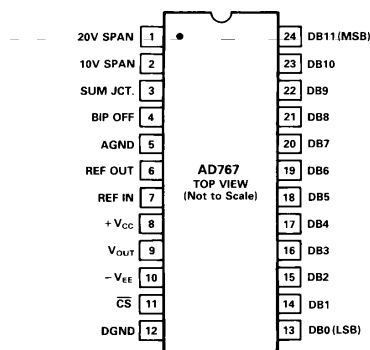 20V SPAN 1 24 DB11 (MSB)
10V SPAN 2 23 DB10
SUM JCT. 3 22 DB9
BIP OFF 4 21 DB8
AGND 5 20 DB7
REF OUT 6 AD767 19 DB6
TOP VIEW
REF IN 7 (Not to Scale) 18 DB5
+VCC 8 17 DB4
VOUT 9 16 DB3
-VEE 10 15 DB2
C̅S̅ 11 14 DB1
DGND 12 13 DB0 (LSB)